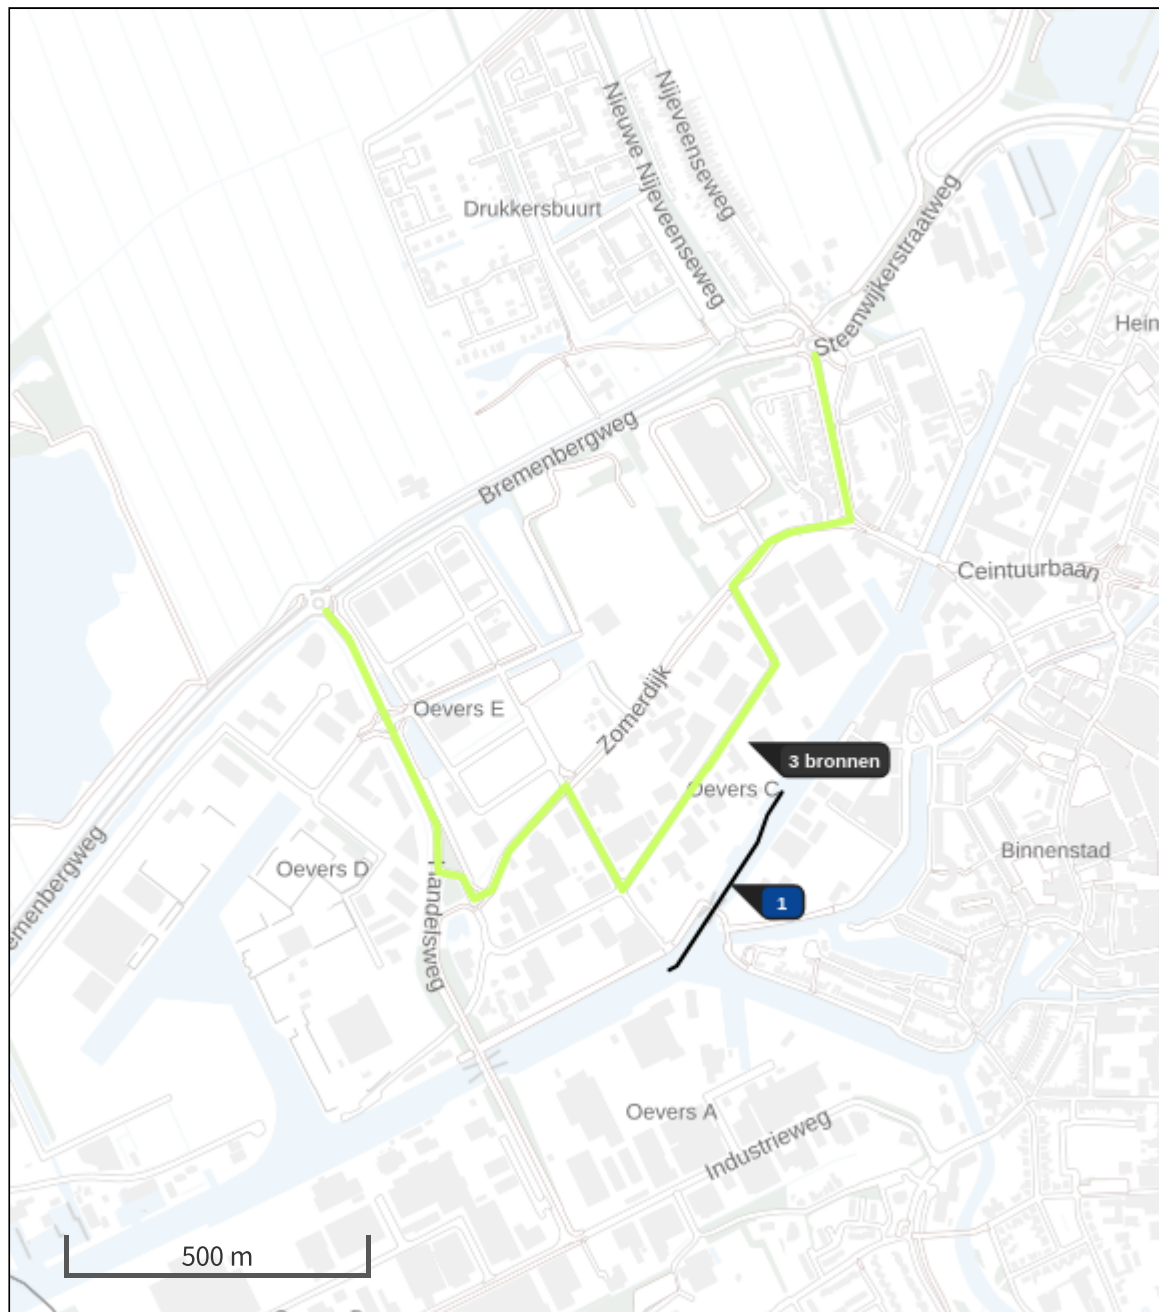 Nijeveenseweg
Nieuwe Nijeveenseweg
Drukkersbuurt
Steenwijkerstraatweg
Hein
Bremenbergweg
Ceintuurbaan
Oevers E
Zomerdijk
3 bronnen
Oevers C
Binnenstad
Oevers D
emenbergweg
Handelsweg
1
Oevers A
Industrieweg
500 m